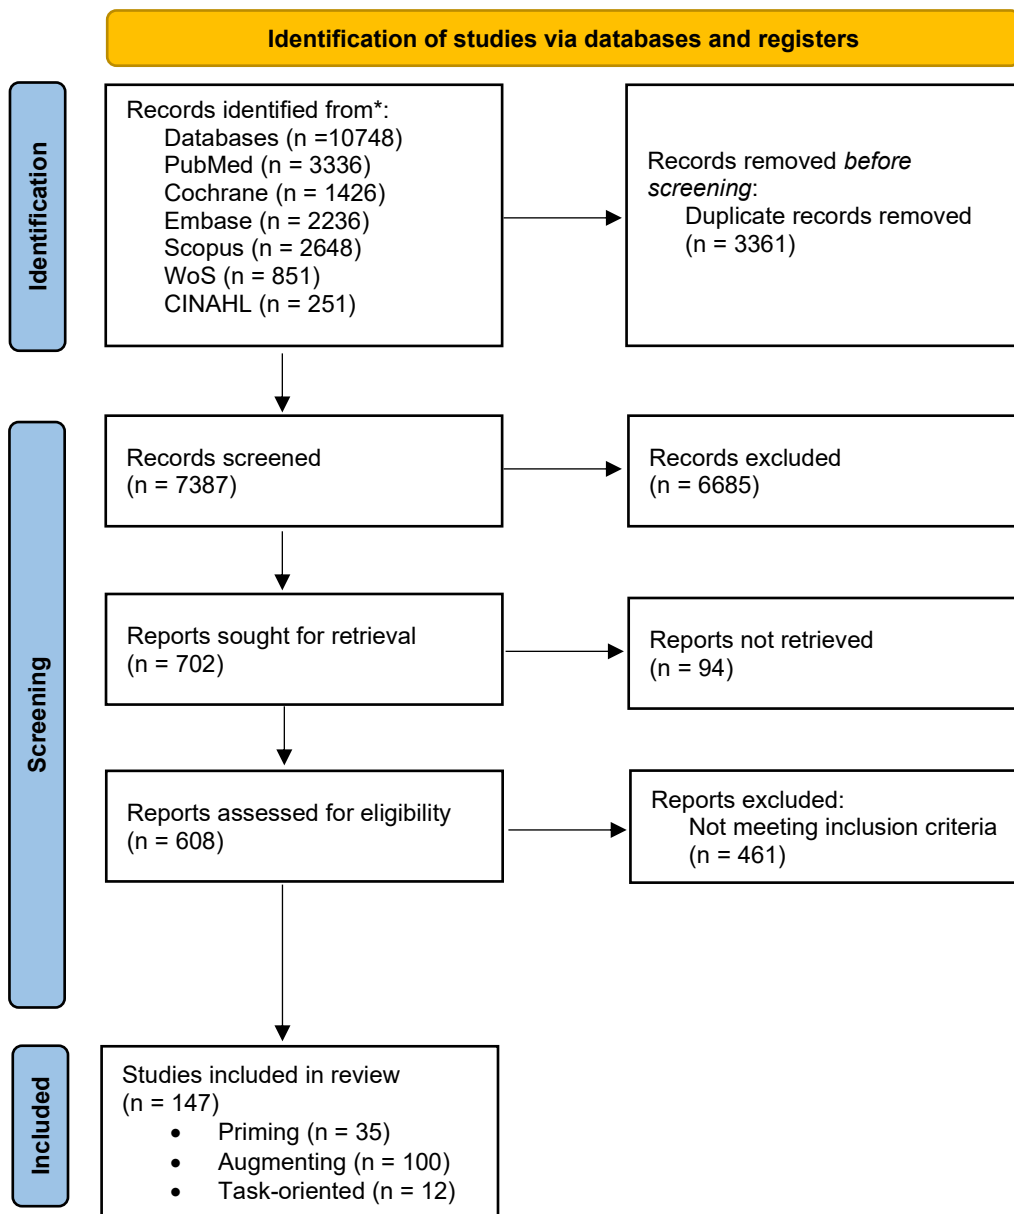 Identification of studies via databases and registers
Identification
Records identified from*:
Databases (n =10748)
PubMed (n = 3336)
Cochrane (n = 1426)
Embase (n = 2236)
Scopus (n = 2648)
WoS (n = 851)
CINAHL (n = 251)
Records removed before
screening:
Duplicate records removed
(n = 3361)
Screening
Records screened
(n = 7387)
Records excluded
(n = 6685)
Reports sought for retrieval
(n = 702)
Reports not retrieved
(n = 94)
Reports assessed for eligibility
(n = 608)
Reports excluded:
Not meeting inclusion criteria
(n = 461)
Included
Studies included in review
(n = 147)
• Priming (n = 35)
• Augmenting (n = 100)
• Task-oriented (n = 12)